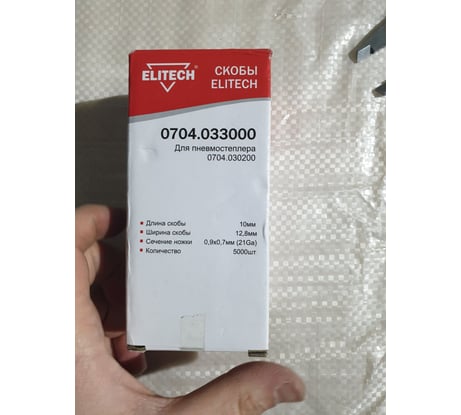 ELITECH®
СКОБЫ
ELITECH
0704.033000
Для пневмостеплера
0704.030200
Длина скобы 10мм
Ширина скобы 12,8мм
Сечение ножки 0,9х0,7мм (21Ga)
Количество 5000шт